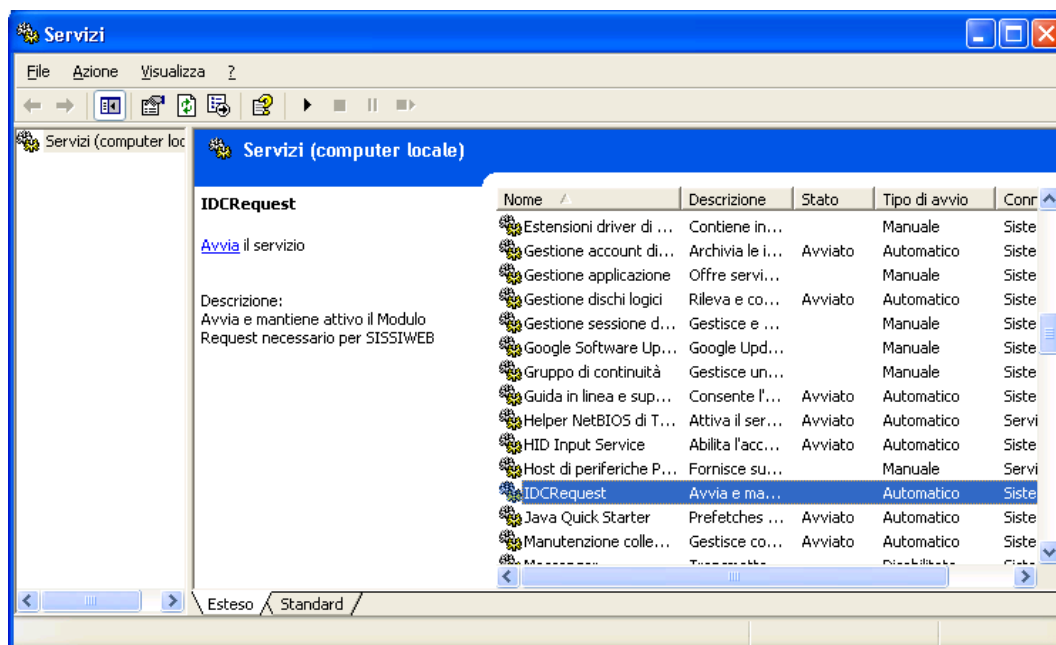 Servizi
File Azione Visualizza ?
Servizi (computer loc
Servizi (computer locale)
IDCRequest
Avvia il servizio
Descrizione:
Avvia e mantiene attivo il Modulo
Request necessario per SISSIWEB
Nome Descrizione Stato Tipo di avvio Conr
Estensioni driver di ... Contiene in... Manuale Siste
Gestione account di... Archivia le i... Avviato Automatico Siste
Gestione applicazione Offre servi... Manuale Siste
Gestione dischi logici Rileva e co... Avviato Automatico Siste
Gestione sessione d... Gestisce e ... Manuale Siste
Google Software Up... Google Upd... Manuale Siste
Gruppo di continuità Gestisce un... Manuale Siste
Guida in linea e sup... Consente l'... Avviato Automatico Siste
Helper NetBIOS di T... Attiva il ser... Avviato Automatico Servi
HID Input Service Abilita l'acc... Avviato Automatico Siste
Host di periferiche P... Fornisce su... Manuale Servi
IDCRequest Avvia e ma... Automatico Siste
Java Quick Starter Prefetches ... Avviato Automatico Siste
Manutenzione colle... Gestisce co... Avviato Automatico Siste
Esteso Standard